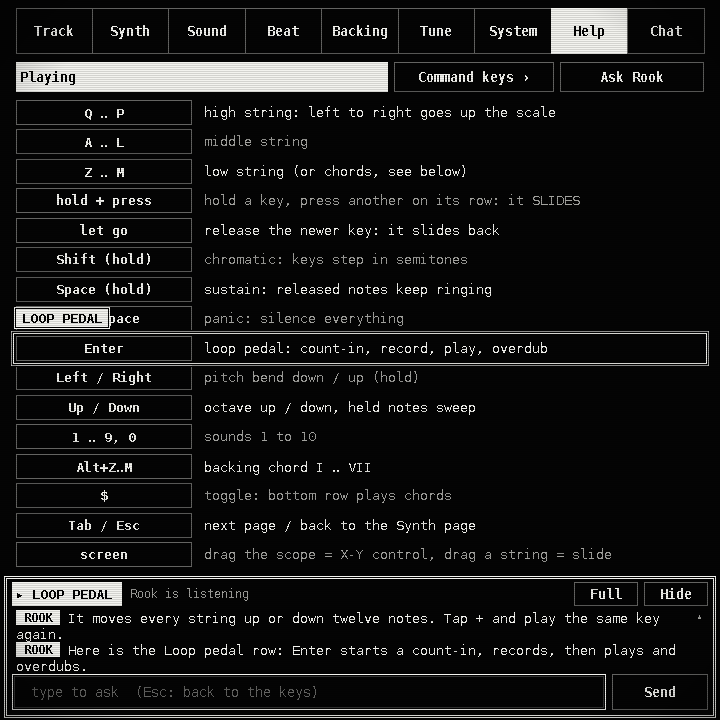 Track Synth Sound Beat Backing Tune System Help Chat
Playing Command keys › Ask Rook
Q .. P high string: left to right goes up the scale
A .. L middle string
Z .. M low string (or chords, see below)
hold + press hold a key, press another on its row: it SLIDES
let go release the newer key: it slides back
Shift (hold) chromatic: keys step in semitones
Space (hold) sustain: released notes keep ringing
LOOP PEDAL pace panic: silence everything
Enter loop pedal: count-in, record, play, overdub
Left / Right pitch bend down / up (hold)
Up / Down octave up / down, held notes sweep
1 .. 9, 0 sounds 1 to 10
Alt+Z..M backing chord I .. VII
$ toggle: bottom row plays chords
Tab / Esc next page / back to the Synth page
screen drag the scope = X-Y control, drag a string = slide
▸ LOOP PEDAL Rook is listening Full Hide
ROOK It moves every string up or down twelve notes. Tap + and play the same key
again.
ROOK Here is the Loop pedal row: Enter starts a count-in, records, then plays and
overdubs.
type to ask (Esc: back to the keys) Send